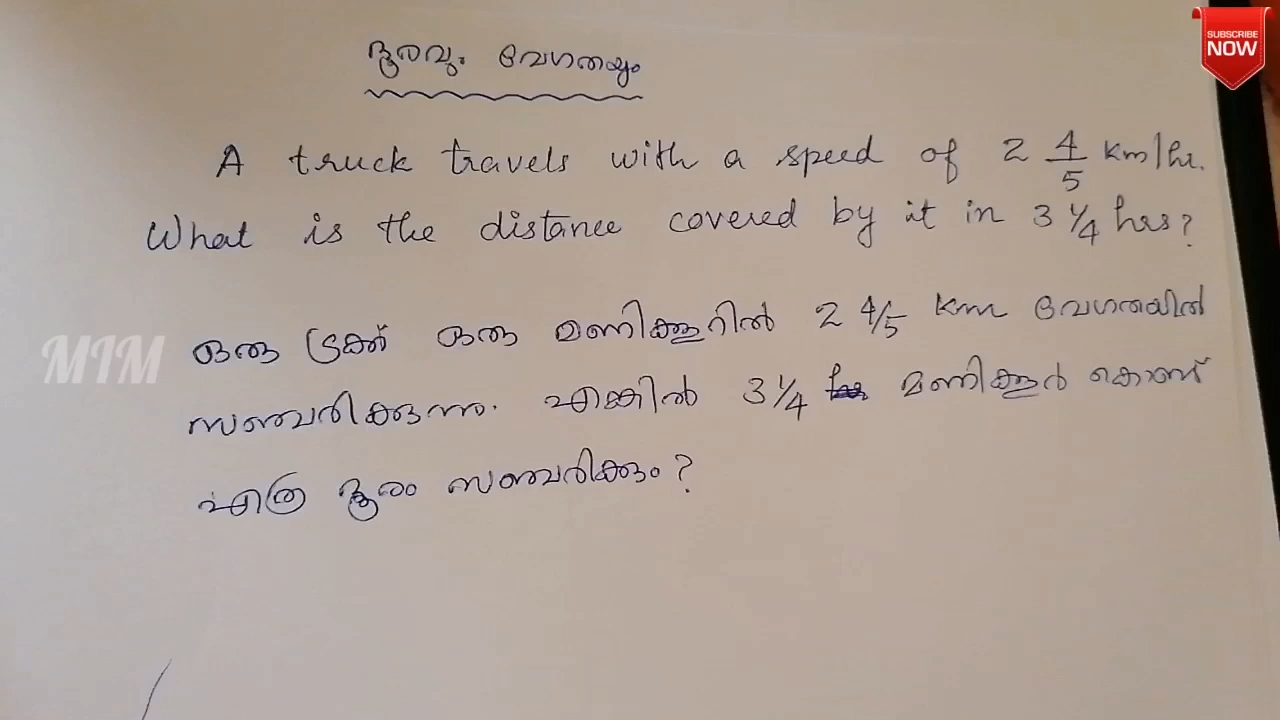 SUBSCRIBE
NOW
ദൂരവും വേഗതയും
A truck travels with a speed of 2 4/5 km/hr.
What is the distance covered by it in 3 1/4 hrs?
ഒരു ട്രക്ക് ഒരു മണിക്കൂറിൽ 2 4/5 km വേഗതയിൽ
MIM
സഞ്ചരിക്കുന്നു. എങ്കിൽ 3 1/4 മണിക്കൂർ കൊണ്ട്
എത്ര ദൂരം സഞ്ചരിക്കും?